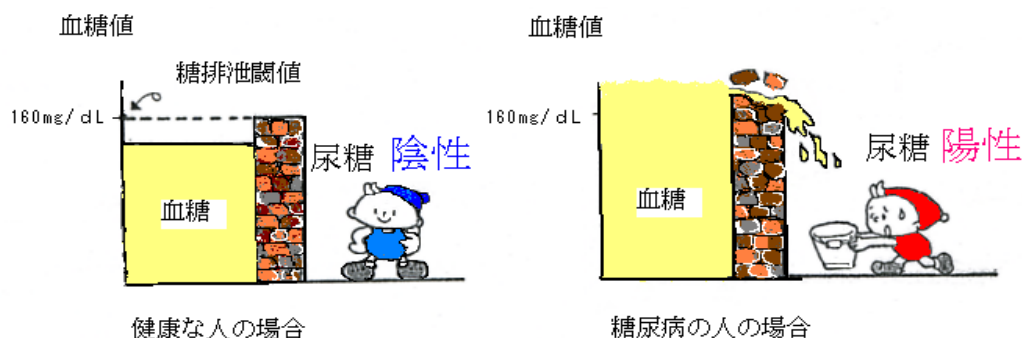 血糖値
糖排泄閾値
160mg/dL
尿糖 陰性
血糖
健康な人の場合
血糖値
160mg/dL
尿糖 陽性
血糖
糖尿病の人の場合